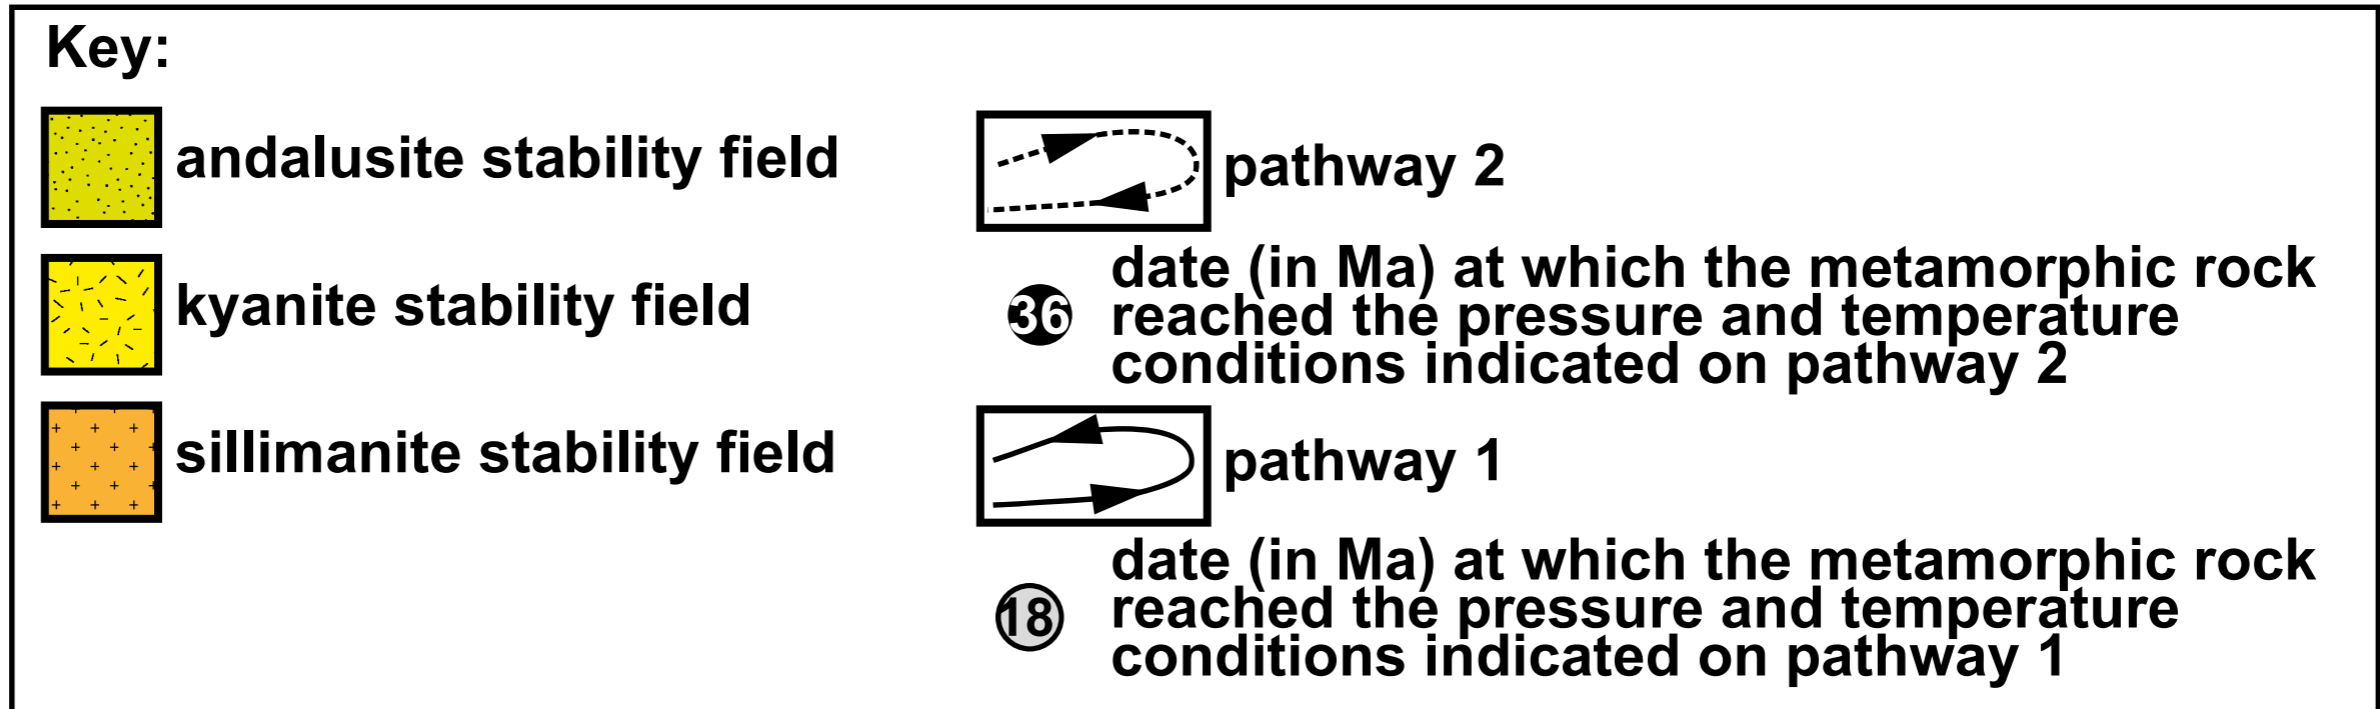 Key:
andalusite stability field
kyanite stability field
sillimanite stability field
pathway 2
36
date (in Ma) at which the metamorphic rock
reached the pressure and temperature
conditions indicated on pathway 2
pathway 1
18
date (in Ma) at which the metamorphic rock
reached the pressure and temperature
conditions indicated on pathway 1